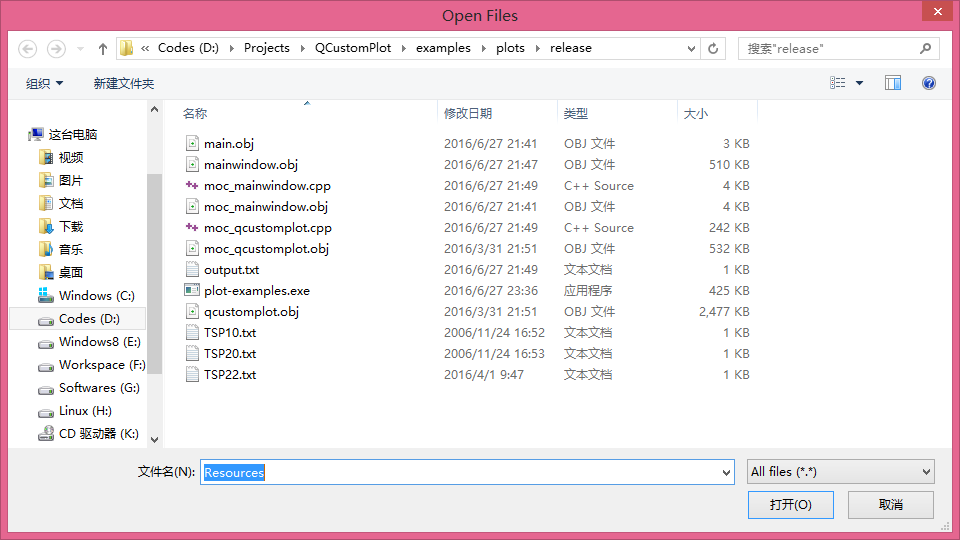 Open Files
« Codes (D:) Projects QCustomPlot examples plots release
搜索"release"
组织 新建文件夹
名称 修改日期 类型 大小
这台电脑
视频
图片
文档
下载
音乐
桌面
Windows (C:)
Codes (D:)
Windows8 (E:)
Workspace (F:)
Softwares (G:)
Linux (H:)
CD 驱动器 (K:)
main.obj 2016/6/27 21:41 OBJ 文件 3 KB
mainwindow.obj 2016/6/27 21:47 OBJ 文件 510 KB
moc_mainwindow.cpp 2016/6/27 21:49 C++ Source 4 KB
moc_mainwindow.obj 2016/6/27 21:41 OBJ 文件 4 KB
moc_qcustomplot.cpp 2016/6/27 21:49 C++ Source 242 KB
moc_qcustomplot.obj 2016/3/31 21:51 OBJ 文件 532 KB
output.txt 2016/6/27 21:49 文本文档 1 KB
plot-examples.exe 2016/6/27 23:36 应用程序 425 KB
qcustomplot.obj 2016/3/31 21:51 OBJ 文件 2,477 KB
TSP10.txt 2006/11/24 16:52 文本文档 1 KB
TSP20.txt 2006/11/24 16:53 文本文档 1 KB
TSP22.txt 2016/4/1 9:47 文本文档 1 KB
文件名(N): Resources All files (*.*)
打开(O) 取消